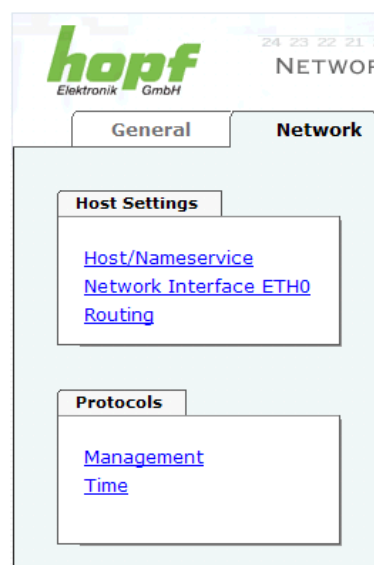 hopf
Elektronik GmbH
24 23 22 21
NETWOR
General
Network
Host Settings
Host/Nameservice
Network Interface ETH0
Routing
Protocols
Management
Time